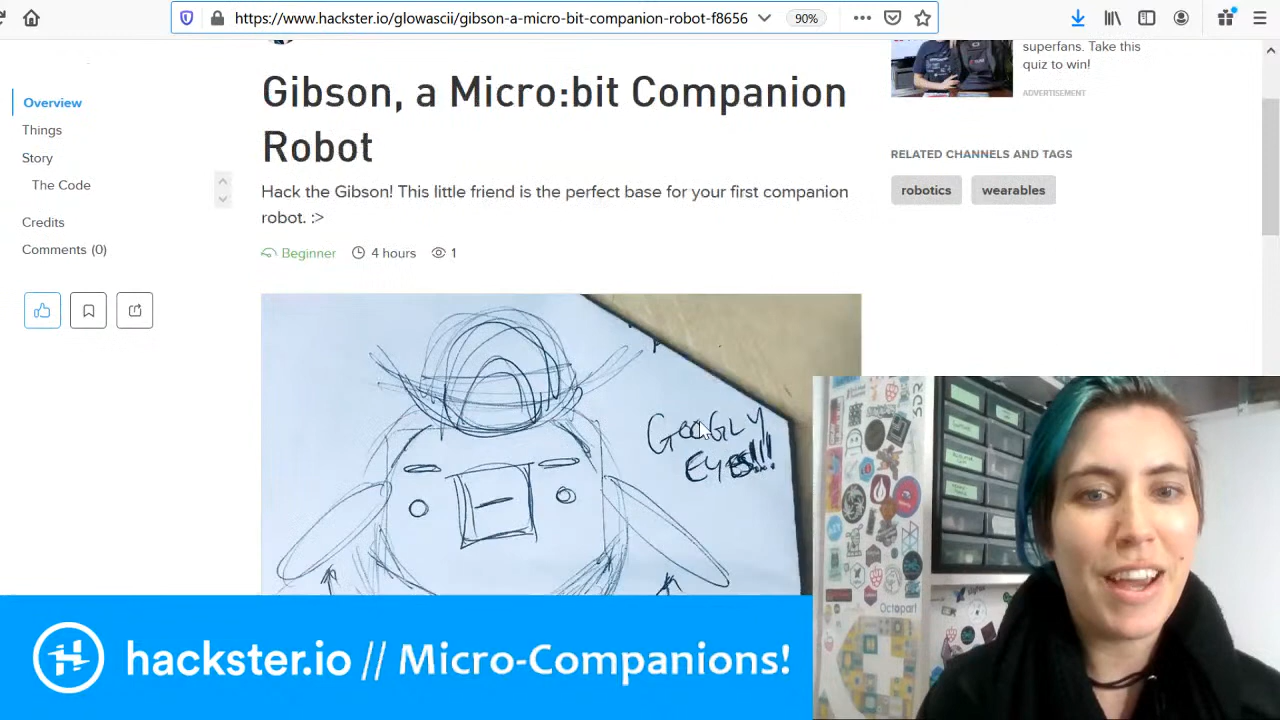 https://www.hackster.io/glowascii/gibson-a-micro-bit-companion-robot-f8656
90%
Overview
Things
Story
The Code
Credits
Comments (0)
Gibson, a Micro:bit Companion
Robot
Hack the Gibson! This little friend is the perfect base for your first companion
robot. :>
Beginner
4 hours
1
superfans. Take this
quiz to win!
ADVERTISEMENT
RELATED CHANNELS AND TAGS
robotics
wearables
GOOGLY
EYES!!!
SDR
Octopart
hackster.io // Micro-Companions!